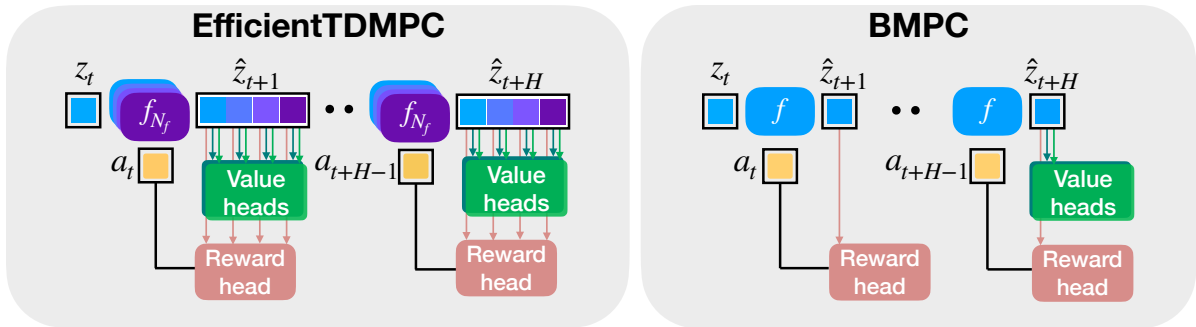 EfficientTDMPC
z_t
f_{N_f}
ẑ_{t+1}
f_{N_f}
ẑ_{t+H}
a_t
Value
heads
a_{t+H−1}
Value
heads
Reward
head
Reward
head
BMPC
z_t
f
ẑ_{t+1}
f
ẑ_{t+H}
a_t
a_{t+H−1}
Value
heads
Reward
head
Reward
head